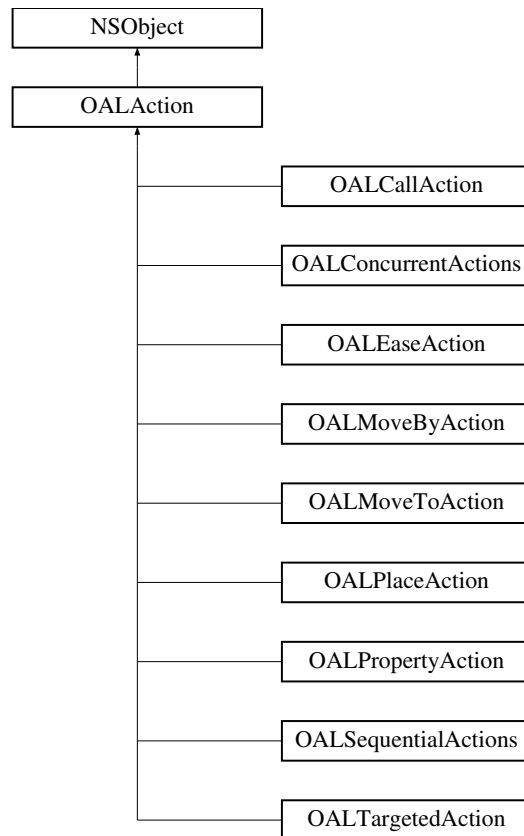 NSObject
OALAction
OALCallAction
OALConcurrentActions
OALEaseAction
OALMoveByAction
OALMoveToAction
OALPlaceAction
OALPropertyAction
OALSequentialActions
OALTargetedAction